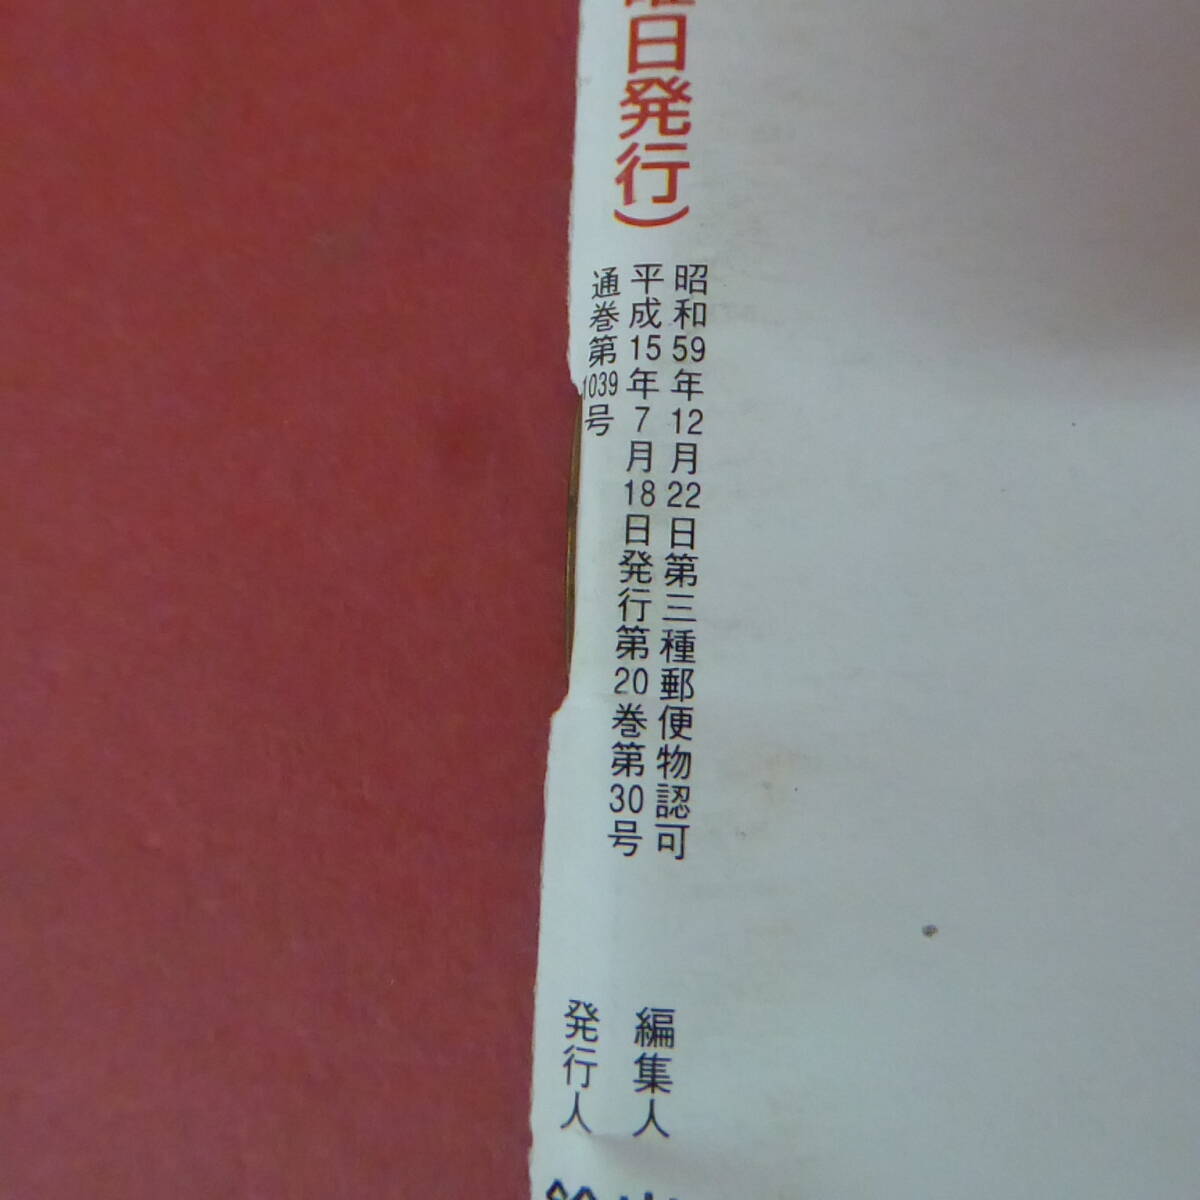 曜日発行)
昭和59年12月22日第三種郵便物認可
平成15年7月18日発行第20巻第30号
通巻第1039号
編集人
発行人